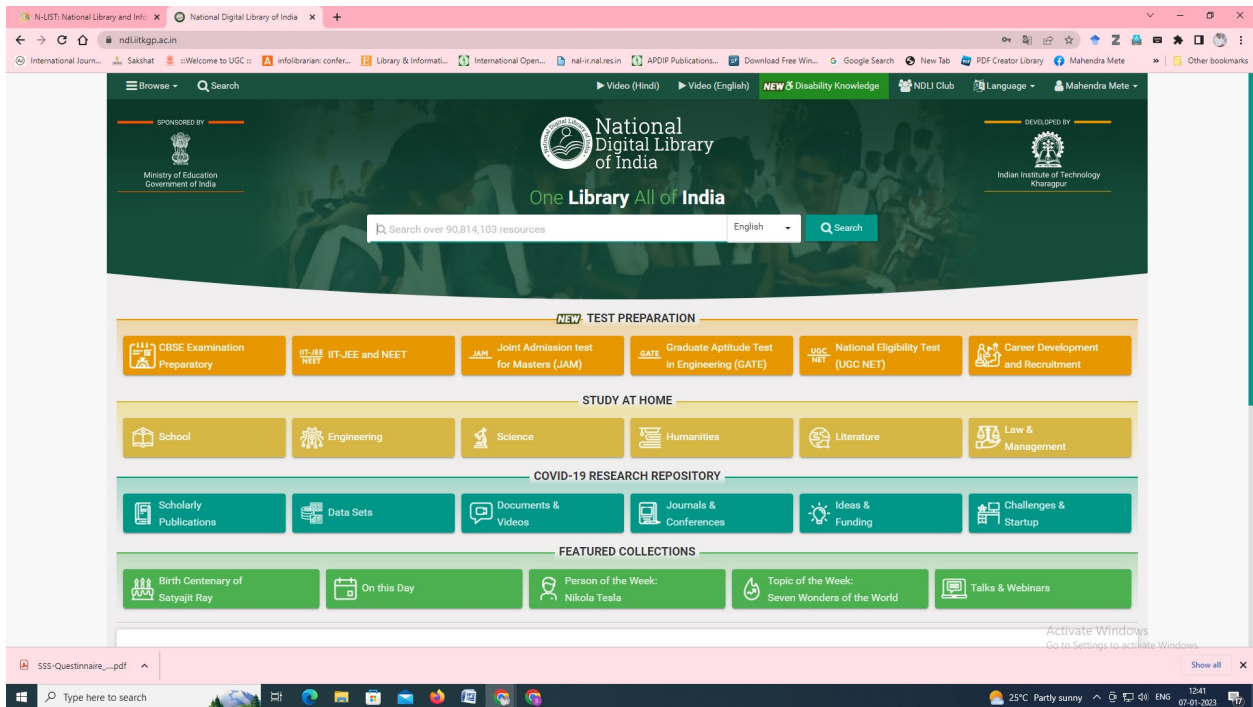 N-LIST: National Library and Info
National Digital Library of India
ndl.iitkgp.ac.in
International Journ...
Sakshat
::Welcome to UGC ::
infolibrarian: confer...
Library & Informati...
International Open...
nal-ir.nal.res.in
APDIP Publications...
Download Free Win...
Google Search
New Tab
PDF Creator Library
Mahendra Mete
»
Other bookmarks
Browse
Search
Video (Hindi)
Video (English)
NEW Disability Knowledge
NDLI Club
Language
Mahendra Mete
SPONSORED BY
Ministry of Education
Government of India
National
Digital Library
of India
One Library All of India
DEVELOPED BY
Indian Institute of Technology
Kharagpur
Search over 90,814,103 resources
English
Search
NEW TEST PREPARATION
CBSE Examination
Preparatory
IIT-JEE
NEET
IIT-JEE and NEET
JAM
Joint Admission test
for Masters (JAM)
GATE
Graduate Aptitude Test
in Engineering (GATE)
UGC
NET
National Eligibility Test
(UGC NET)
Career Development
and Recruitment
STUDY AT HOME
School
Engineering
Science
Humanities
Literature
Law &
Management
COVID-19 RESEARCH REPOSITORY
Scholarly
Publications
Data Sets
Documents &
Videos
Journals &
Conferences
Ideas &
Funding
Challenges &
Startup
FEATURED COLLECTIONS
Birth Centenary of
Satyajit Ray
On this Day
Person of the Week:
Nikola Tesla
Topic of the Week:
Seven Wonders of the World
Talks & Webinars
Activate Windows
Go to Settings to activate Windows.
SSS-Questinnaire_....pdf
Show all
Type here to search
25°C Partly sunny
ENG
12:41
07-01-2023
17